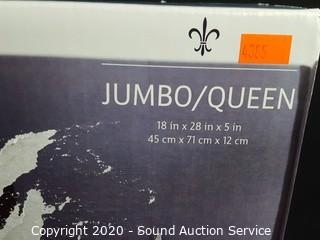 4365
JUMBO/QUEEN
18 in x 28 in x 5 in
45 cm x 71 cm x 12 cm
Copyright 2020 - Sound Auction Service